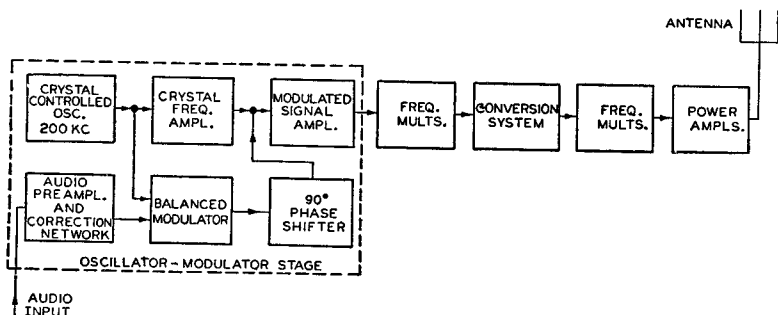 ANTENNA
CRYSTAL
CONTROLLED
OSC.
200 KC
CRYSTAL
FREQ.
AMPL.
MODULATED
SIGNAL
AMPL.
FREQ.
MULTS.
CONVERSION
SYSTEM
FREQ.
MULTS.
POWER
AMPLS.
AUDIO
PREAMPL.
AND
CORRECTION
NETWORK
BALANCED
MODULATOR
90°
PHASE
SHIFTER
OSCILLATOR-MODULATOR STAGE
AUDIO
INPUT